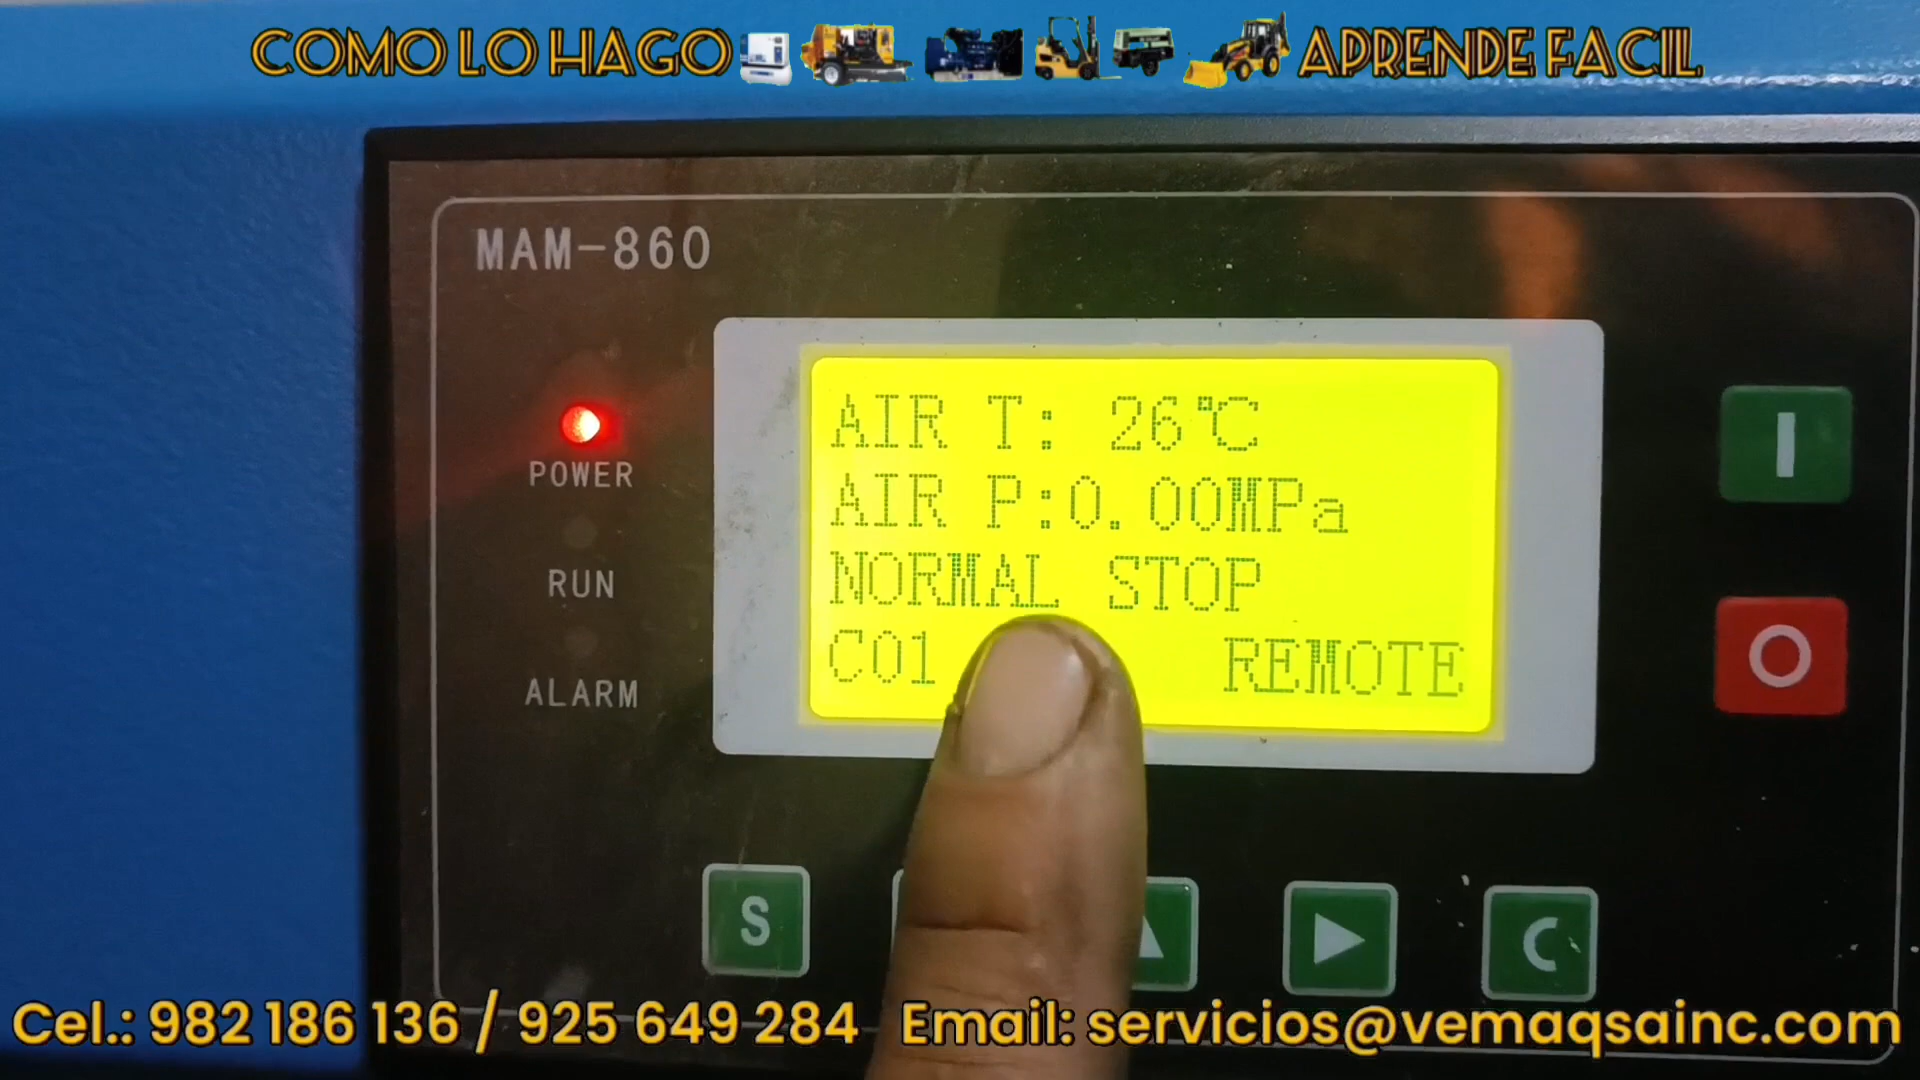 COMO LO HAGO APRENDE FACIL
MAM-860
POWER
RUN
ALARM
AIR T: 26℃
AIR P:0.00MPa
NORMAL STOP
C01 REMOTE
S
C
Cel.: 982 186 136 / 925 649 284 Email: servicios@vemaqsainc.com